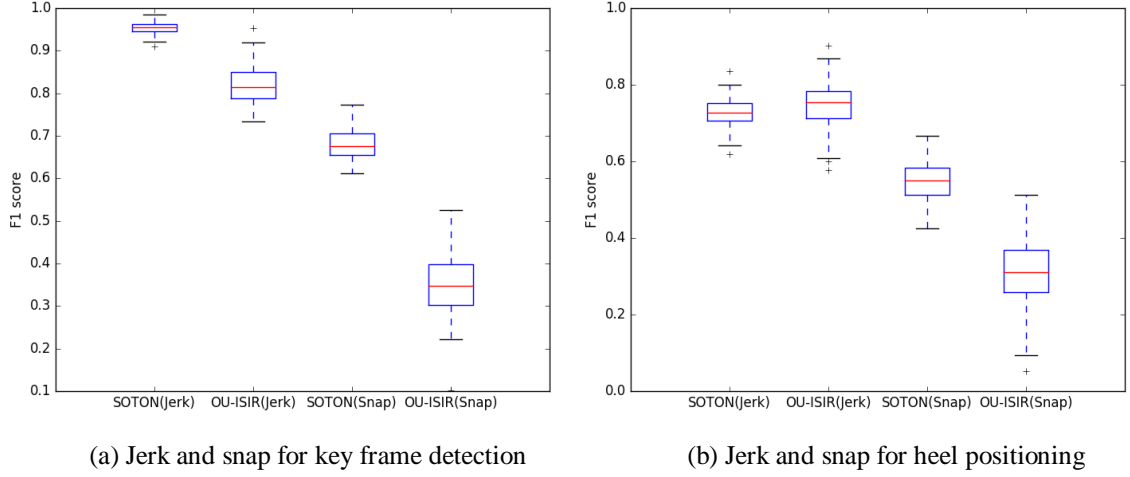 1.0
0.9
0.8
0.7
0.6
0.5
0.4
0.3
0.2
0.1
F1 score
SOTON(Jerk) OU-ISIR(Jerk) SOTON(Snap) OU-ISIR(Snap)
(a) Jerk and snap for key frame detection
1.0
0.8
0.6
0.4
0.2
0.0
F1 score
SOTON(Jerk) OU-ISIR(Jerk) SOTON(Snap) OU-ISIR(Snap)
(b) Jerk and snap for heel positioning